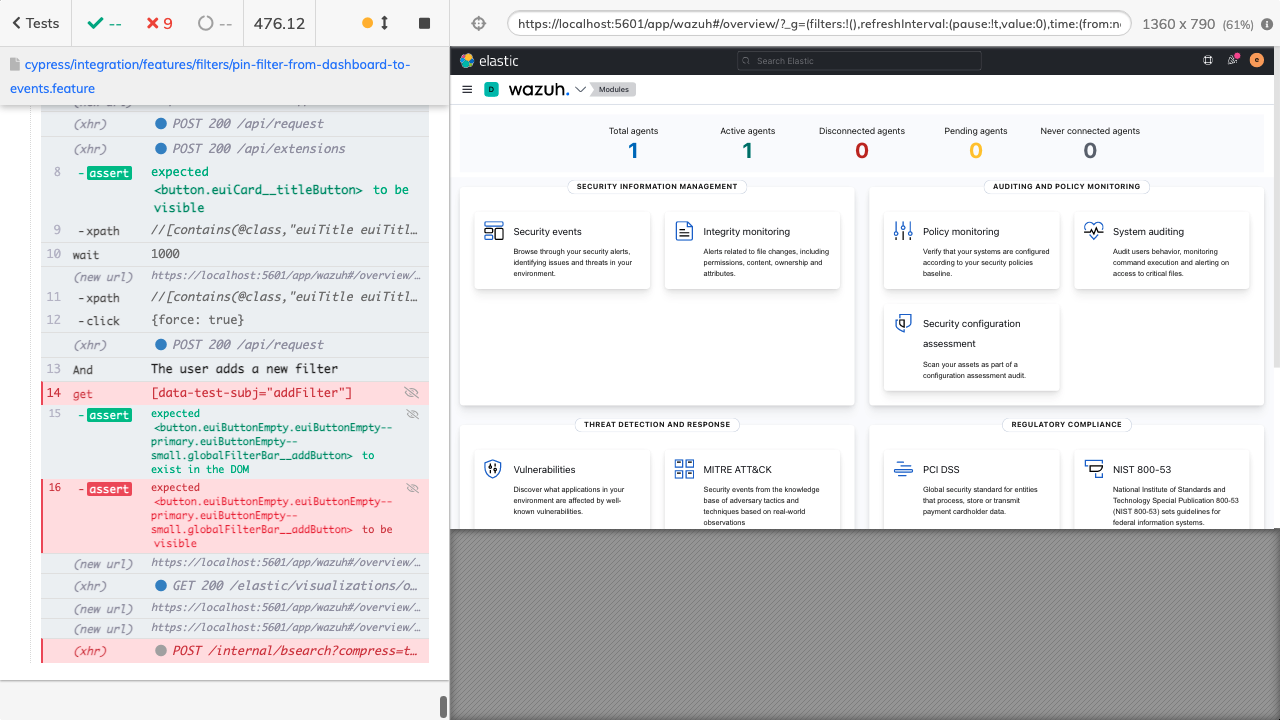 Tests
--
9
--
476.12
https://localhost:5601/app/wazuh#/overview/?_g=(filters:!(),refreshInterval:(pause:!t,value:0),time:(from:n
1360 x 790 (61%)
cypress/integration/features/filters/pin-filter-from-dashboard-to-
events.feature
(xhr) POST 200 /api/request
(xhr) POST 200 /api/extensions
8 -assert expected
<button.euiCard__titleButton> to be
visible
9 -xpath //[contains(@class,"euiTitle euiTitl…
10 wait 1000
(new url) https://localhost:5601/app/wazuh#/overview/…
11 -xpath //[contains(@class,"euiTitle euiTitl…
12 -click {force: true}
(xhr) POST 200 /api/request
13 And The user adds a new filter
14 get [data-test-subj="addFilter"]
15 -assert expected
<button.euiButtonEmpty.euiButtonEmpty--
primary.euiButtonEmpty--
small.globalFilterBar__addButton> to
exist in the DOM
16 -assert expected
<button.euiButtonEmpty.euiButtonEmpty--
primary.euiButtonEmpty--
small.globalFilterBar__addButton> to be
visible
(new url) https://localhost:5601/app/wazuh#/overview/…
(xhr) GET 200 /elastic/visualizations/o…
(new url) https://localhost:5601/app/wazuh#/overview/…
(new url) https://localhost:5601/app/wazuh#/overview/…
(xhr) POST /internal/bsearch?compress=t…
elastic
Search Elastic
e
D
wazuh.
Modules
Total agents
1
Active agents
1
Disconnected agents
0
Pending agents
0
Never connected agents
0
SECURITY INFORMATION MANAGEMENT
Security events
Browse through your security alerts,
identifying issues and threats in your
environment.
Integrity monitoring
Alerts related to file changes, including
permissions, content, ownership and
attributes.
AUDITING AND POLICY MONITORING
Policy monitoring
Verify that your systems are configured
according to your security policies
baseline.
System auditing
Audit users behavior, monitoring
command execution and alerting on
access to critical files.
Security configuration
assessment
Scan your assets as part of a
configuration assessment audit.
THREAT DETECTION AND RESPONSE
Vulnerabilities
Discover what applications in your
environment are affected by well-
known vulnerabilities.
MITRE ATT&CK
Security events from the knowledge
base of adversary tactics and
techniques based on real-world
observations
REGULATORY COMPLIANCE
PCI DSS
Global security standard for entities
that process, store or transmit
payment cardholder data.
NIST 800-53
National Institute of Standards and
Technology Special Publication 800-53
(NIST 800-53) sets guidelines for
federal information systems.